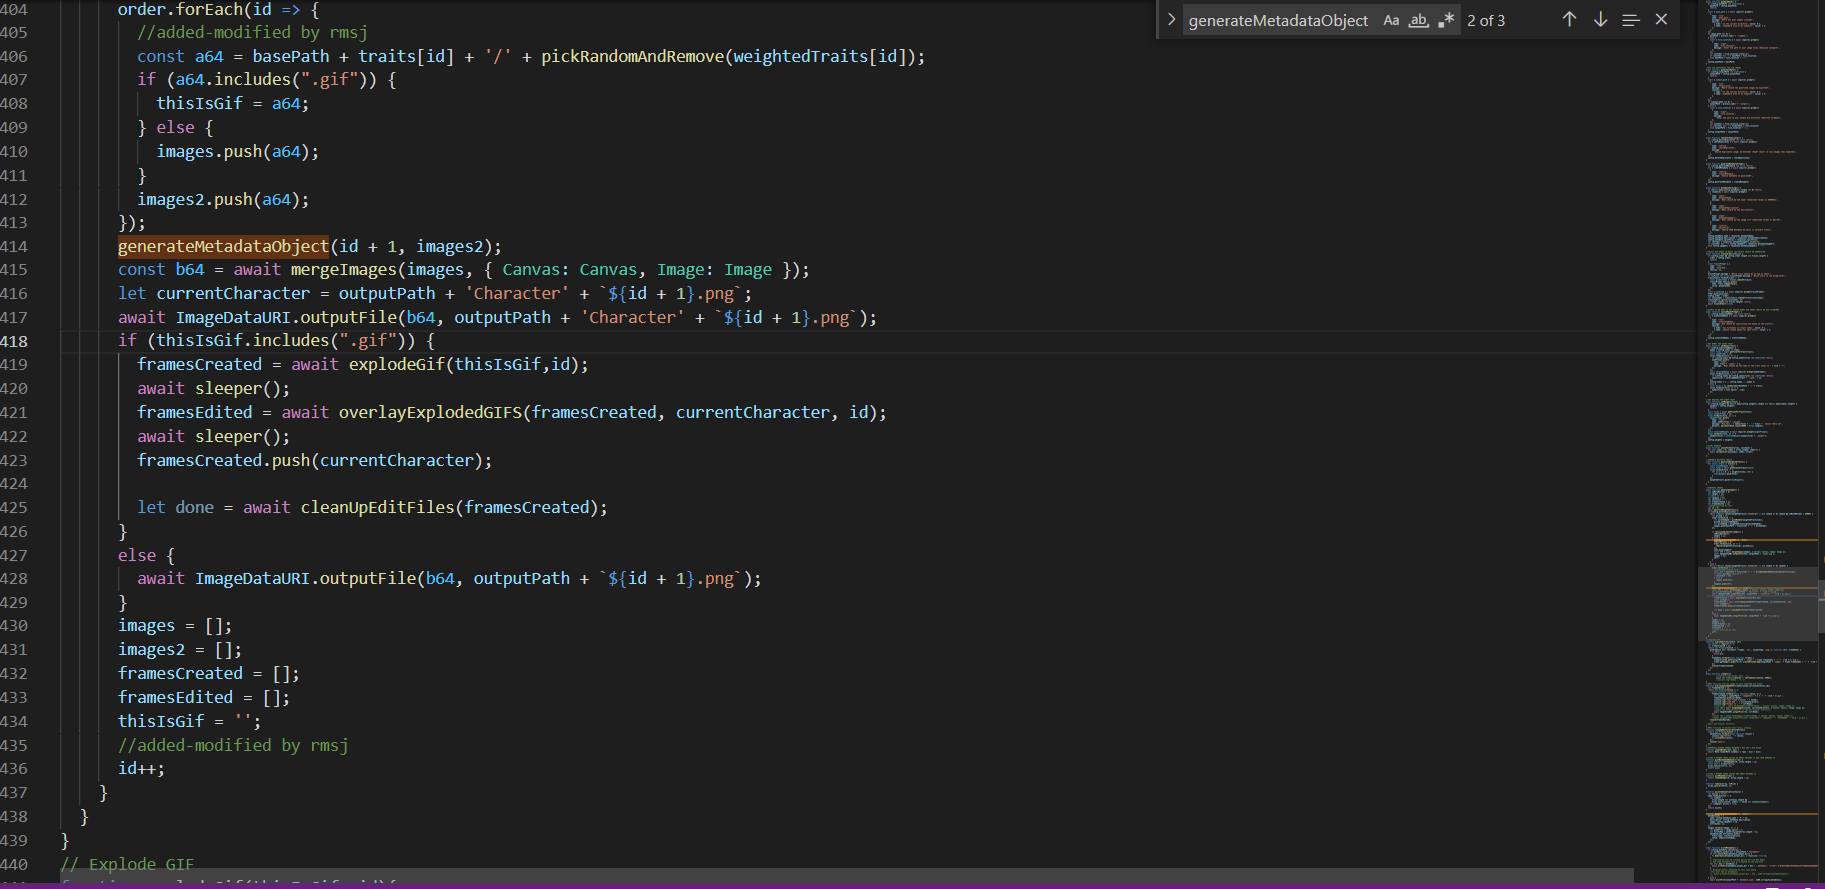 generateMetadataObject Aa ab 2 of 3
404 order.forEach(id => {
405 //added-modified by rmsj
406 const a64 = basePath + traits[id] + '/' + pickRandomAndRemove(weightedTraits[id]);
407 if (a64.includes(".gif")) {
408 thisIsGif = a64;
409 } else {
410 images.push(a64);
411 }
412 images2.push(a64);
413 });
414 generateMetadataObject(id + 1, images2);
415 const b64 = await mergeImages(images, { Canvas: Canvas, Image: Image });
416 let currentCharacter = outputPath + 'Character' + `${id + 1}.png`;
417 await ImageDataURI.outputFile(b64, outputPath + 'Character' + `${id + 1}.png`);
418 if (thisIsGif.includes(".gif")) {
419 framesCreated = await explodeGif(thisIsGif,id);
420 await sleeper();
421 framesEdited = await overlayExplodedGIFS(framesCreated, currentCharacter, id);
422 await sleeper();
423 framesCreated.push(currentCharacter);
424
425 let done = await cleanUpEditFiles(framesCreated);
426 }
427 else {
428 await ImageDataURI.outputFile(b64, outputPath + `${id + 1}.png`);
429 }
430 images = [];
431 images2 = [];
432 framesCreated = [];
433 framesEdited = [];
434 thisIsGif = '';
435 //added-modified by rmsj
436 id++;
437 }
438 }
439 }
440 // Explode GIF